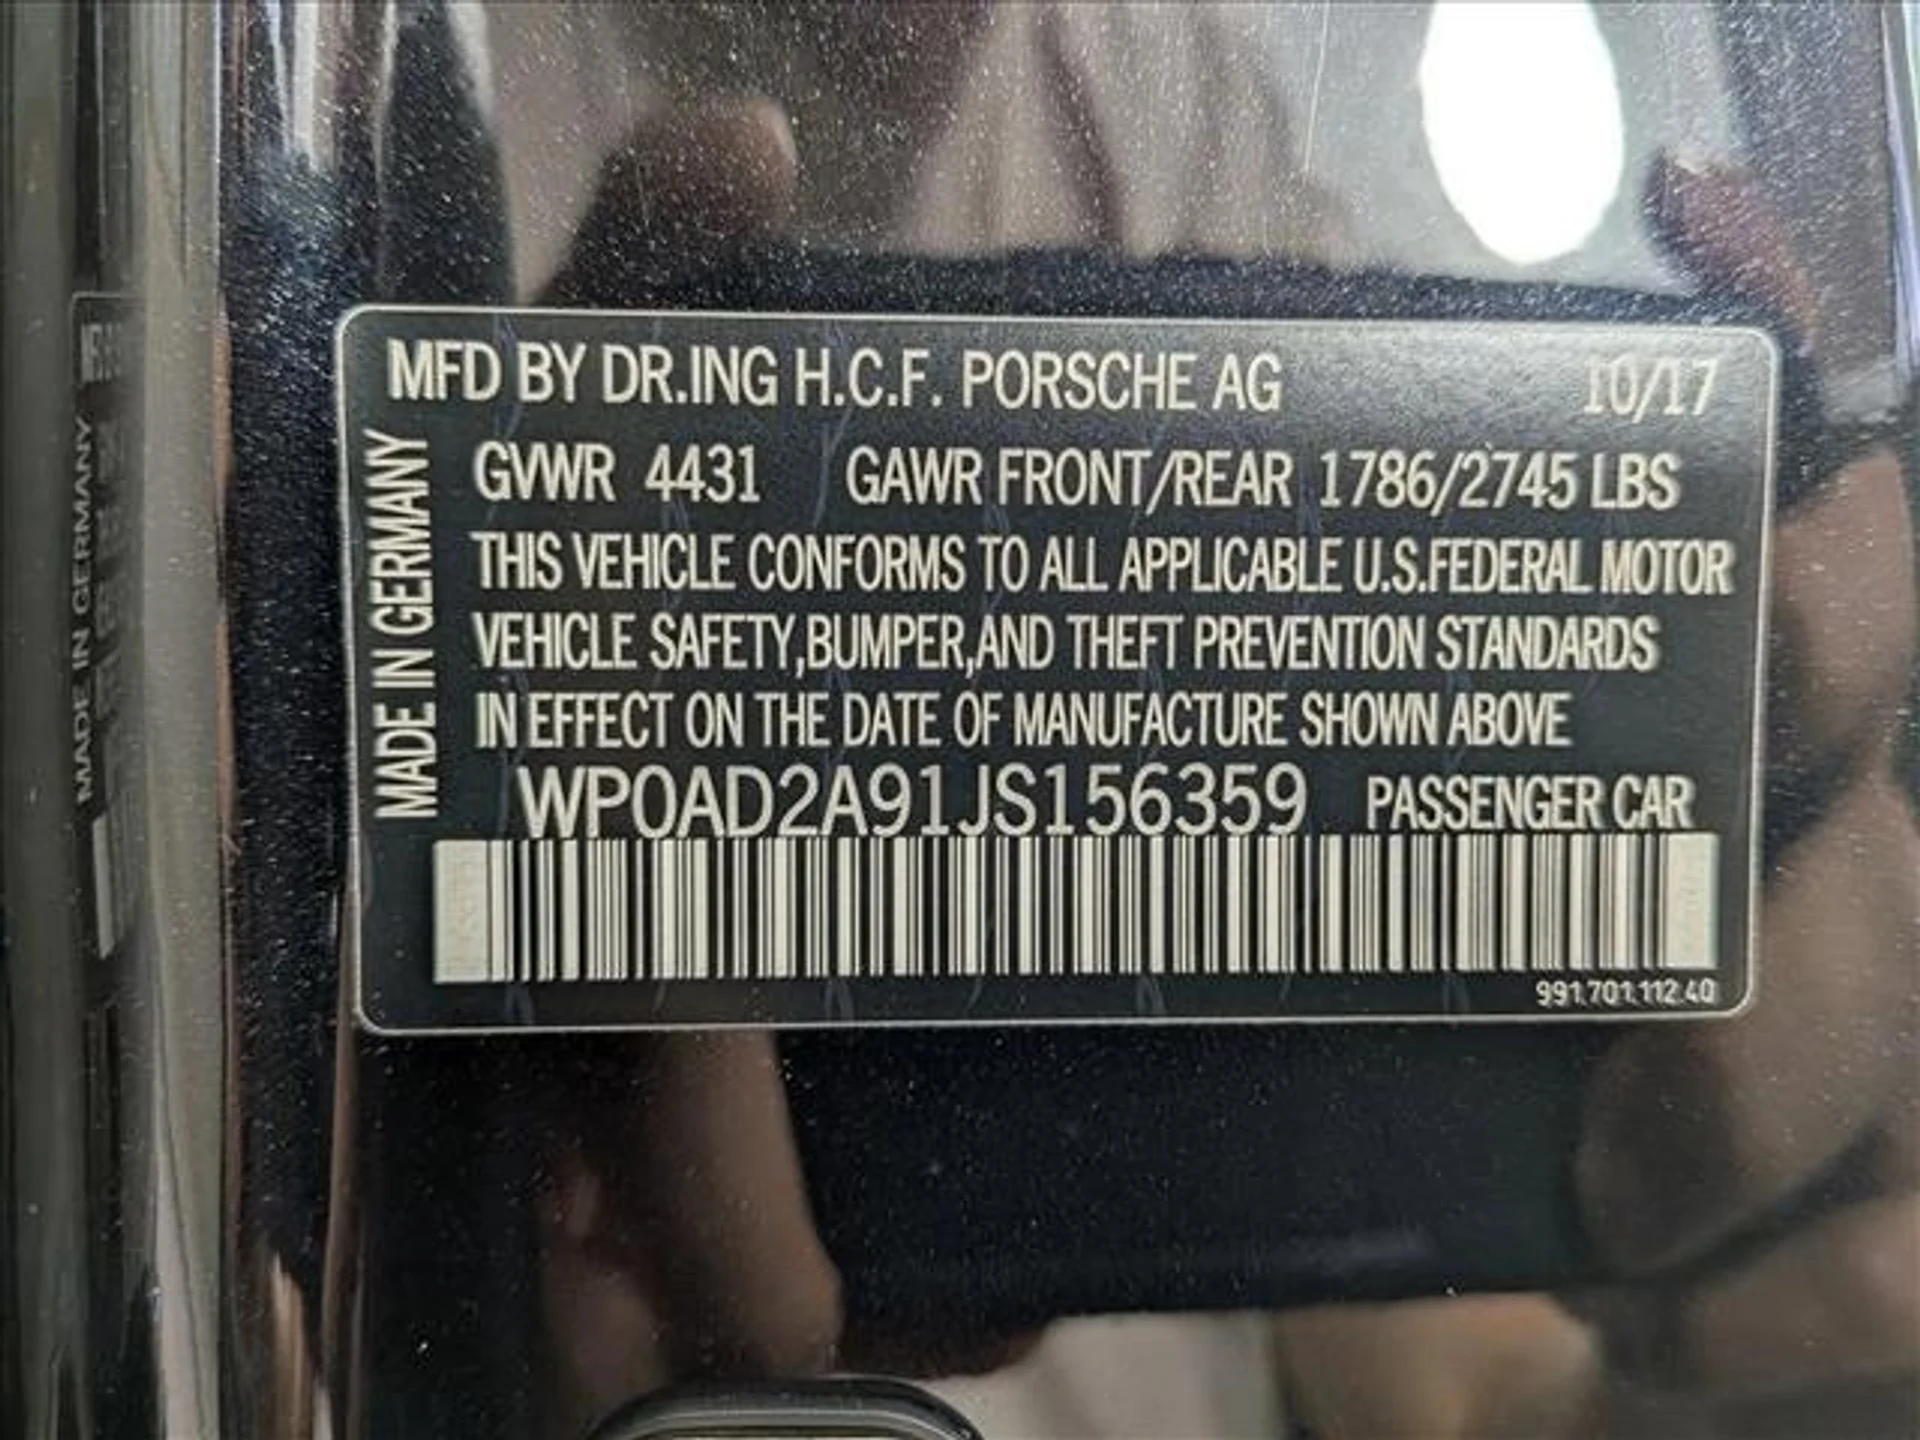 MFD BY DR.ING H.C.F. PORSCHE AG 10/17
GVWR 4431 GAWR FRONT/REAR 1786/2745 LBS
THIS VEHICLE CONFORMS TO ALL APPLICABLE U.S.FEDERAL MOTOR
VEHICLE SAFETY,BUMPER,AND THEFT PREVENTION STANDARDS
IN EFFECT ON THE DATE OF MANUFACTURE SHOWN ABOVE
WP0AD2A91JS156359 PASSENGER CAR
991.701.112.40
MADE IN GERMANY
MADE IN GERMANY